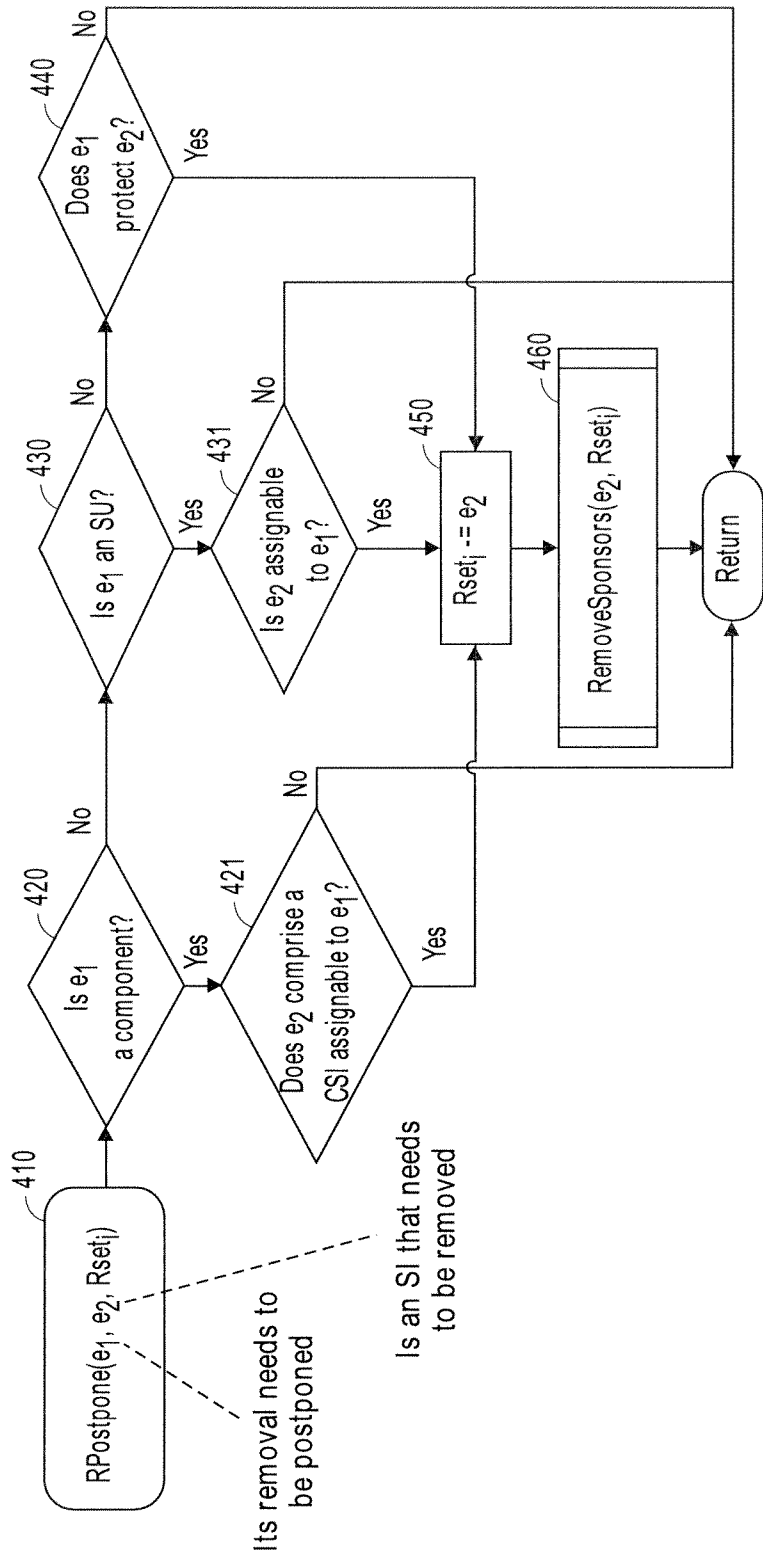 410
RPostpone(e1, e2, Rseti)
Its removal needs to
be postponed
Is an SI that needs
to be removed
420
Is e1
a component?
No
Yes
421
Does e2 comprise a
CSI assignable to e1?
No
Yes
430
Is e1 an SU?
No
Yes
431
Is e2 assignable
to e1?
No
Yes
440
Does e1
protect e2?
No
Yes
450
Rseti -= e2
460
RemoveSponsors(e2, Rseti)
Return